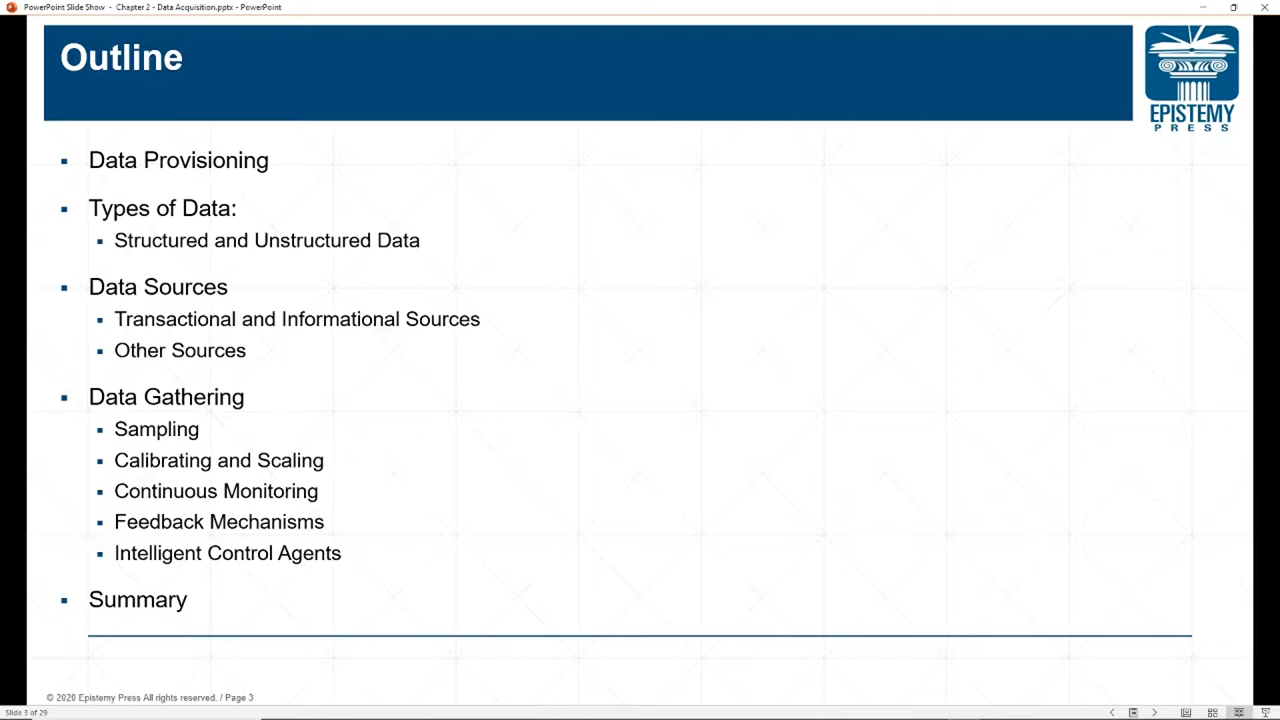 PowerPoint Slide Show - Chapter 2 - Data Acquisition.pptx - PowerPoint
Outline
EPISTEMY
PRESS
▪ Data Provisioning
▪ Types of Data:
▪ Structured and Unstructured Data
▪ Data Sources
▪ Transactional and Informational Sources
▪ Other Sources
▪ Data Gathering
▪ Sampling
▪ Calibrating and Scaling
▪ Continuous Monitoring
▪ Feedback Mechanisms
▪ Intelligent Control Agents
▪ Summary
© 2020 Epistemy Press All rights reserved. / Page 3
Slide 3 of 29